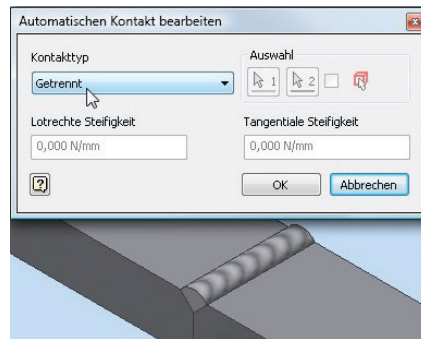 Automatischen Kontakt bearbeiten
Kontakttyp
Auswahl
Getrennt
1 2
Lotrechte Steifigkeit
Tangentiale Steifigkeit
0,000 N/mm
0,000 N/mm
?
OK
Abbrechen